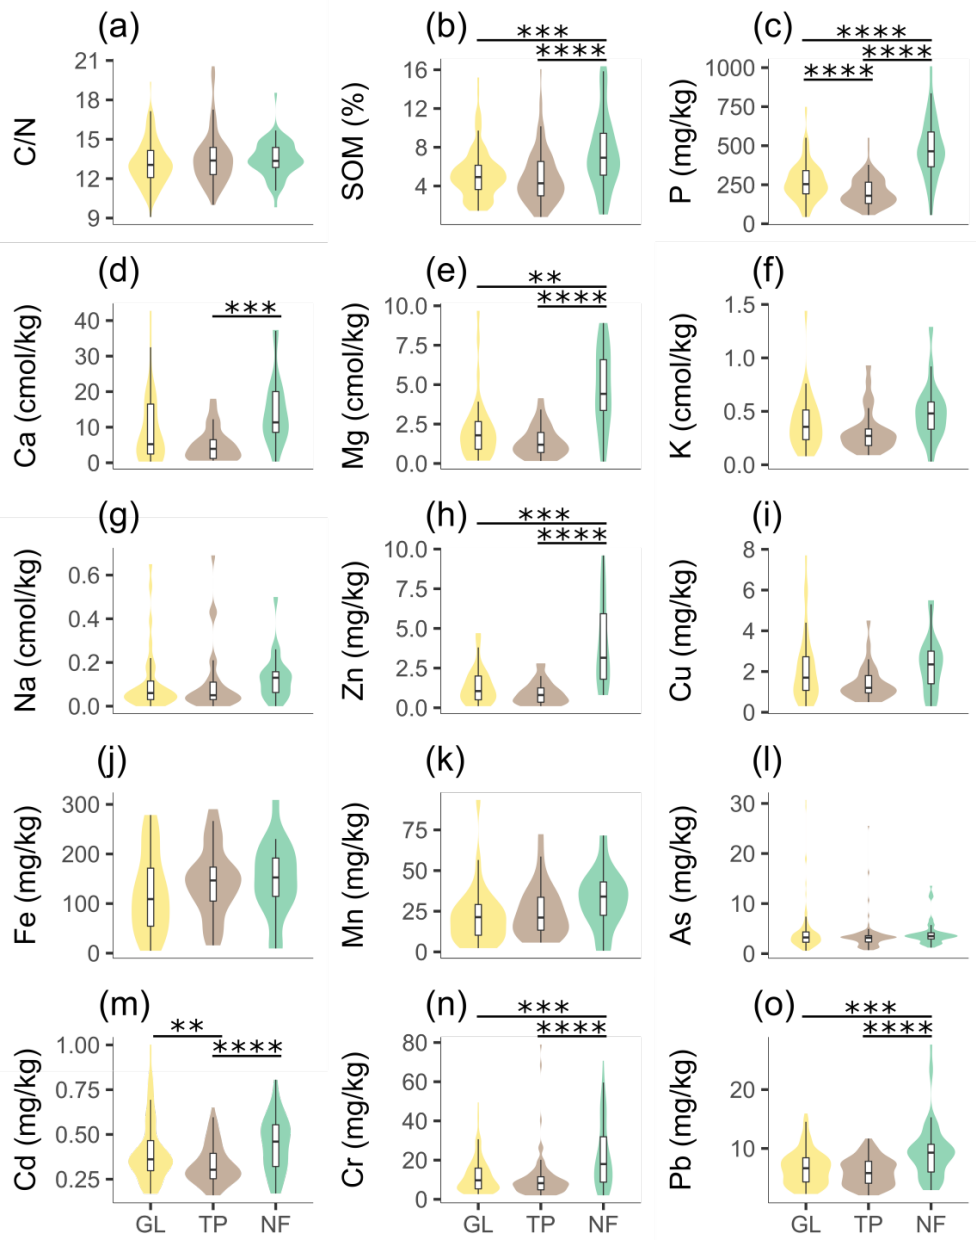 (a)
C/N
21
18
15
12
9
(b)
SOM (%)
16
12
8
4
***
****
(c)
P (mg/kg)
1000
750
500
250
0
****
****
****
(d)
Ca (cmol/kg)
40
30
20
10
0
***
(e)
Mg (cmol/kg)
10.0
7.5
5.0
2.5
0.0
**
****
(f)
K (cmol/kg)
1.5
1.0
0.5
0.0
(g)
Na (cmol/kg)
0.6
0.4
0.2
0.0
(h)
Zn (mg/kg)
10.0
7.5
5.0
2.5
0.0
***
****
(i)
Cu (mg/kg)
8
6
4
2
0
(j)
Fe (mg/kg)
300
200
100
0
(k)
Mn (mg/kg)
75
50
25
0
(l)
As (mg/kg)
30
20
10
0
(m)
Cd (mg/kg)
1.00
0.75
0.50
0.25
**
****
GL TP NF
(n)
Cr (mg/kg)
80
60
40
20
0
***
****
GL TP NF
(o)
Pb (mg/kg)
20
10
***
****
GL TP NF